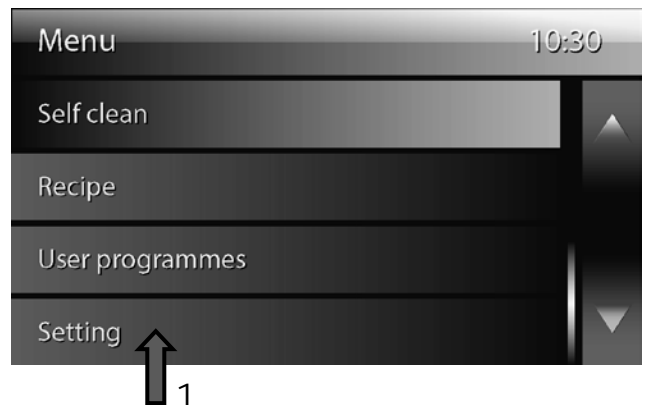 Menu 10:30
Self clean
Recipe
User programmes
Setting
1